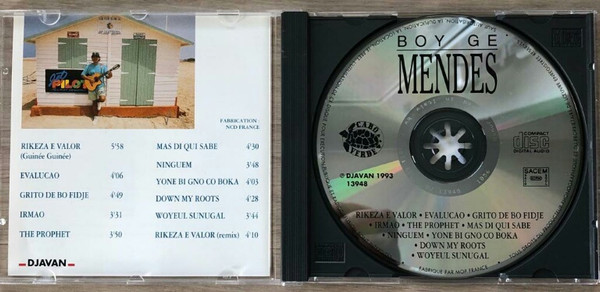 PILOT
FABRICATION :
NCD FRANCE
RIKEZA E VALOR 5'58
(Guinée Guinée)
EVALUCAO 4'06
GRITO DE BO FIDJE 4'49
IRMAO 3'31
THE PROPHET 3'50
MAS DI QUI SABE 4'30
NINGUEM 3'48
YONE BI GNO CO BOKA 4'03
DOWN MY ROOTS 4'28
WOYEUL SUNUGAL 3'44
RIKEZA E VALOR (remix) 4'10
DJAVAN
BOY GE
MENDES
CABO
VERDE
COMPACT
disc
DIGITAL AUDIO
℗ DJAVAN 1993
13948
SACEM
RIKEZA E VALOR • EVALUCAO • GRITO DE BO FIDJE
• IRMAO • THE PROPHET • MAS DI QUI SABE
• NINGUEM • YONE BI GNO CO BOKA
• DOWN MY ROOTS
• WOYEUL SUNUGAL
FABRIQUE PAR MOP FRANCE